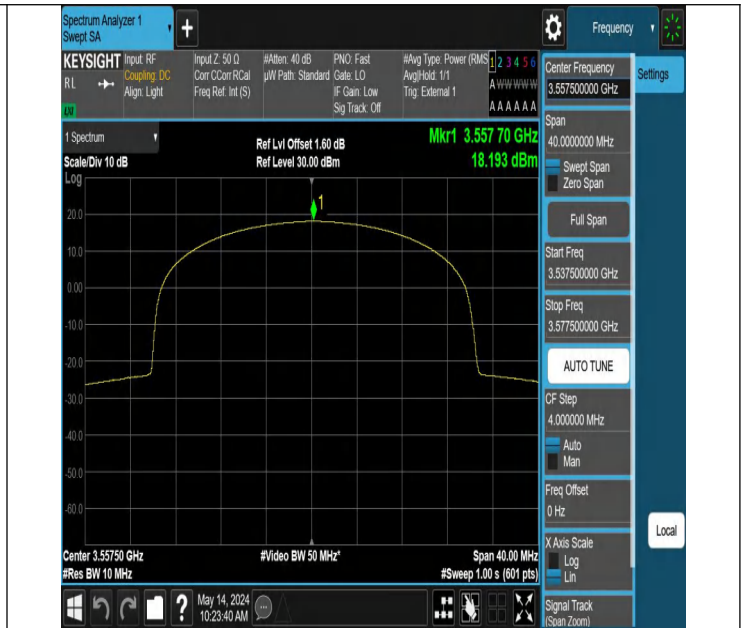 Spectrum Analyzer 1
Swept SA
+
Frequency
KEYSIGHT
RL
Input: RF
Coupling: DC
Align: Light
Input Z: 50 Ω
Corr CCorr RCal
Freq Ref: Int (S)
#Atten: 40 dB
µW Path: Standard
PNO: Fast
Gate: LO
IF Gain: Low
Sig Track: Off
#Avg Type: Power (RMS
Avg|Hold: 1/1
Trig: External 1
1 2 3 4 5 6
A W W W W W
A A A A A A
1 Spectrum
Scale/Div 10 dB
Log
Ref Lvl Offset 1.60 dB
Ref Level 30.00 dBm
Mkr1 3.557 70 GHz
18.193 dBm
1
20.0
10.0
0.00
-10.0
-20.0
-30.0
-40.0
-50.0
-60.0
Center 3.55750 GHz
#Res BW 10 MHz
#Video BW 50 MHz*
Span 40.00 MHz
#Sweep 1.00 s (601 pts)
?
May 14, 2024
10:23:40 AM
Center Frequency
3.557500000 GHz
Settings
Span
40.0000000 MHz
Swept Span
Zero Span
Full Span
Start Freq
3.537500000 GHz
Stop Freq
3.577500000 GHz
AUTO TUNE
CF Step
4.000000 MHz
Auto
Man
Freq Offset
0 Hz
Local
X Axis Scale
Log
Lin
Signal Track
(Span Zoom)